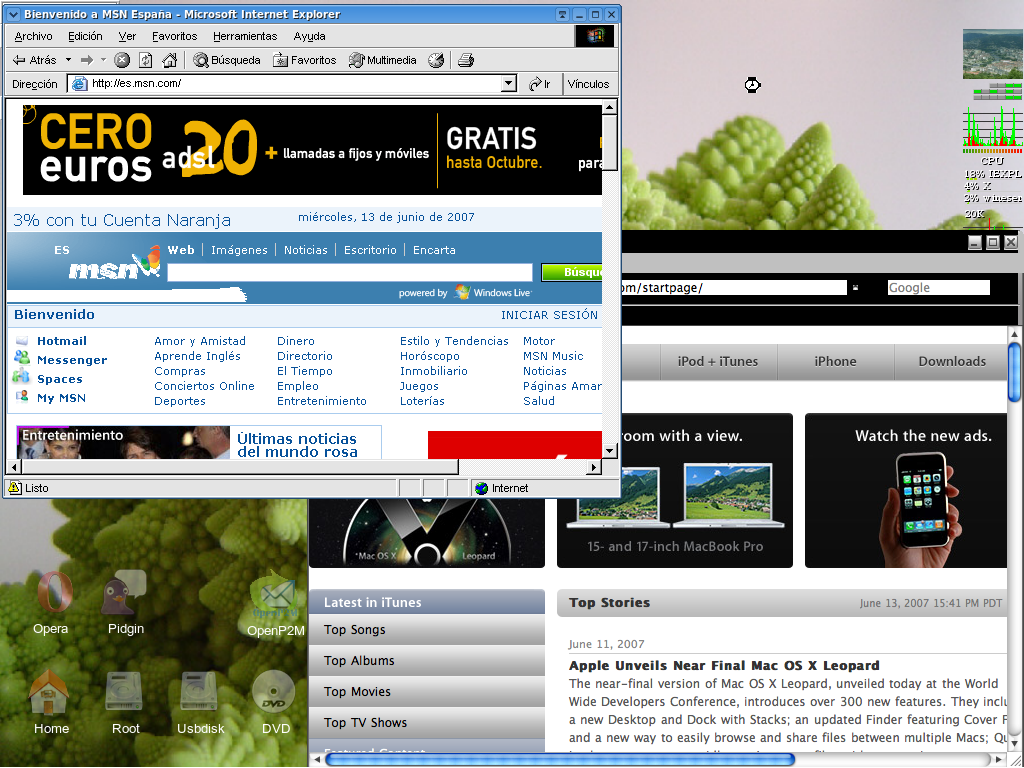 Bienvenido a MSN España - Microsoft Internet Explorer
Archivo Edición Ver Favoritos Herramientas Ayuda
Atrás Búsqueda Favoritos Multimedia
Dirección http://es.msn.com/ Ir Vínculos
CERO euros adsl 20 + llamadas a fijos y móviles
GRATIS
hasta Octubre.
para
3% con tu Cuenta Naranja miércoles, 13 de junio de 2007
ES
msn
Web Imágenes Noticias Escritorio Encarta
Búsque
powered by Windows Live
Bienvenido INICIAR SESIÓN
Hotmail
Messenger
Spaces
My MSN
Amor y Amistad
Aprende Inglés
Compras
Conciertos Online
Deportes
Dinero
Directorio
El Tiempo
Empleo
Entretenimiento
Estilo y Tendencias
Horóscopo
Inmobiliario
Juegos
Loterías
Motor
MSN Music
Noticias
Páginas Amar
Salud
Entretenimiento
Últimas noticias
del mundo rosa
Listo Internet
CPU
18% IEXPL
4% X
3% wineser
20K
om/startpage/ Google
iPod + iTunes iPhone Downloads
room with a view.
15- and 17-inch MacBook Pro
Watch the new ads.
Mac OS X Leopard
Latest in iTunes
Top Songs
Top Albums
Top Movies
Top TV Shows
Featured Content
Top Stories June 13, 2007 15:41 PM PDT
June 11, 2007
Apple Unveils Near Final Mac OS X Leopard
The near-final version of Mac OS X Leopard, unveiled today at the World
Wide Developers Conference, introduces over 300 new features. They inclu
a new Desktop and Dock with Stacks; an updated Finder featuring Cover F
and a new way to easily browse and share files between multiple Macs; Qu
Opera
Pidgin
OpenP2M
Home
Root
Usbdisk
DVD